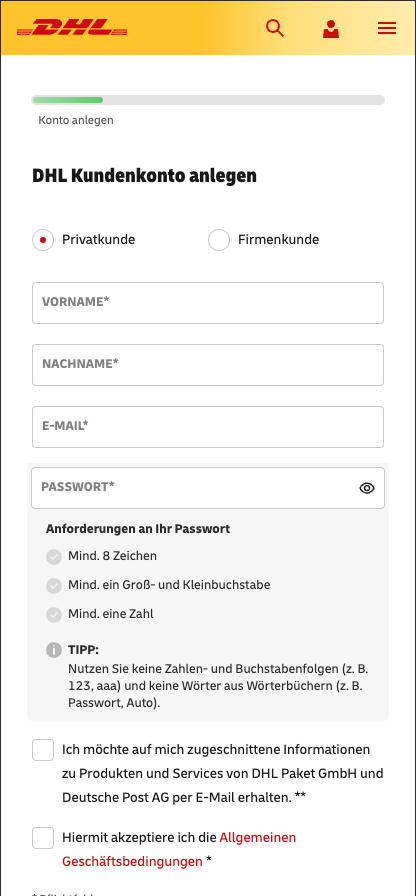 DHL
Konto anlegen
DHL Kundenkonto anlegen
Privatkunde
Firmenkunde
VORNAME*
NACHNAME*
E-MAIL*
PASSWORT*
Anforderungen an Ihr Passwort
Mind. 8 Zeichen
Mind. ein Groß- und Kleinbuchstabe
Mind. eine Zahl
TIPP:
Nutzen Sie keine Zahlen- und Buchstabenfolgen (z. B.
123, aaa) und keine Wörter aus Wörterbüchern (z. B.
Passwort, Auto).
Ich möchte auf mich zugeschnittene Informationen
zu Produkten und Services von DHL Paket GmbH und
Deutsche Post AG per E-Mail erhalten. **
Hiermit akzeptiere ich die Allgemeinen
Geschäftsbedingungen *